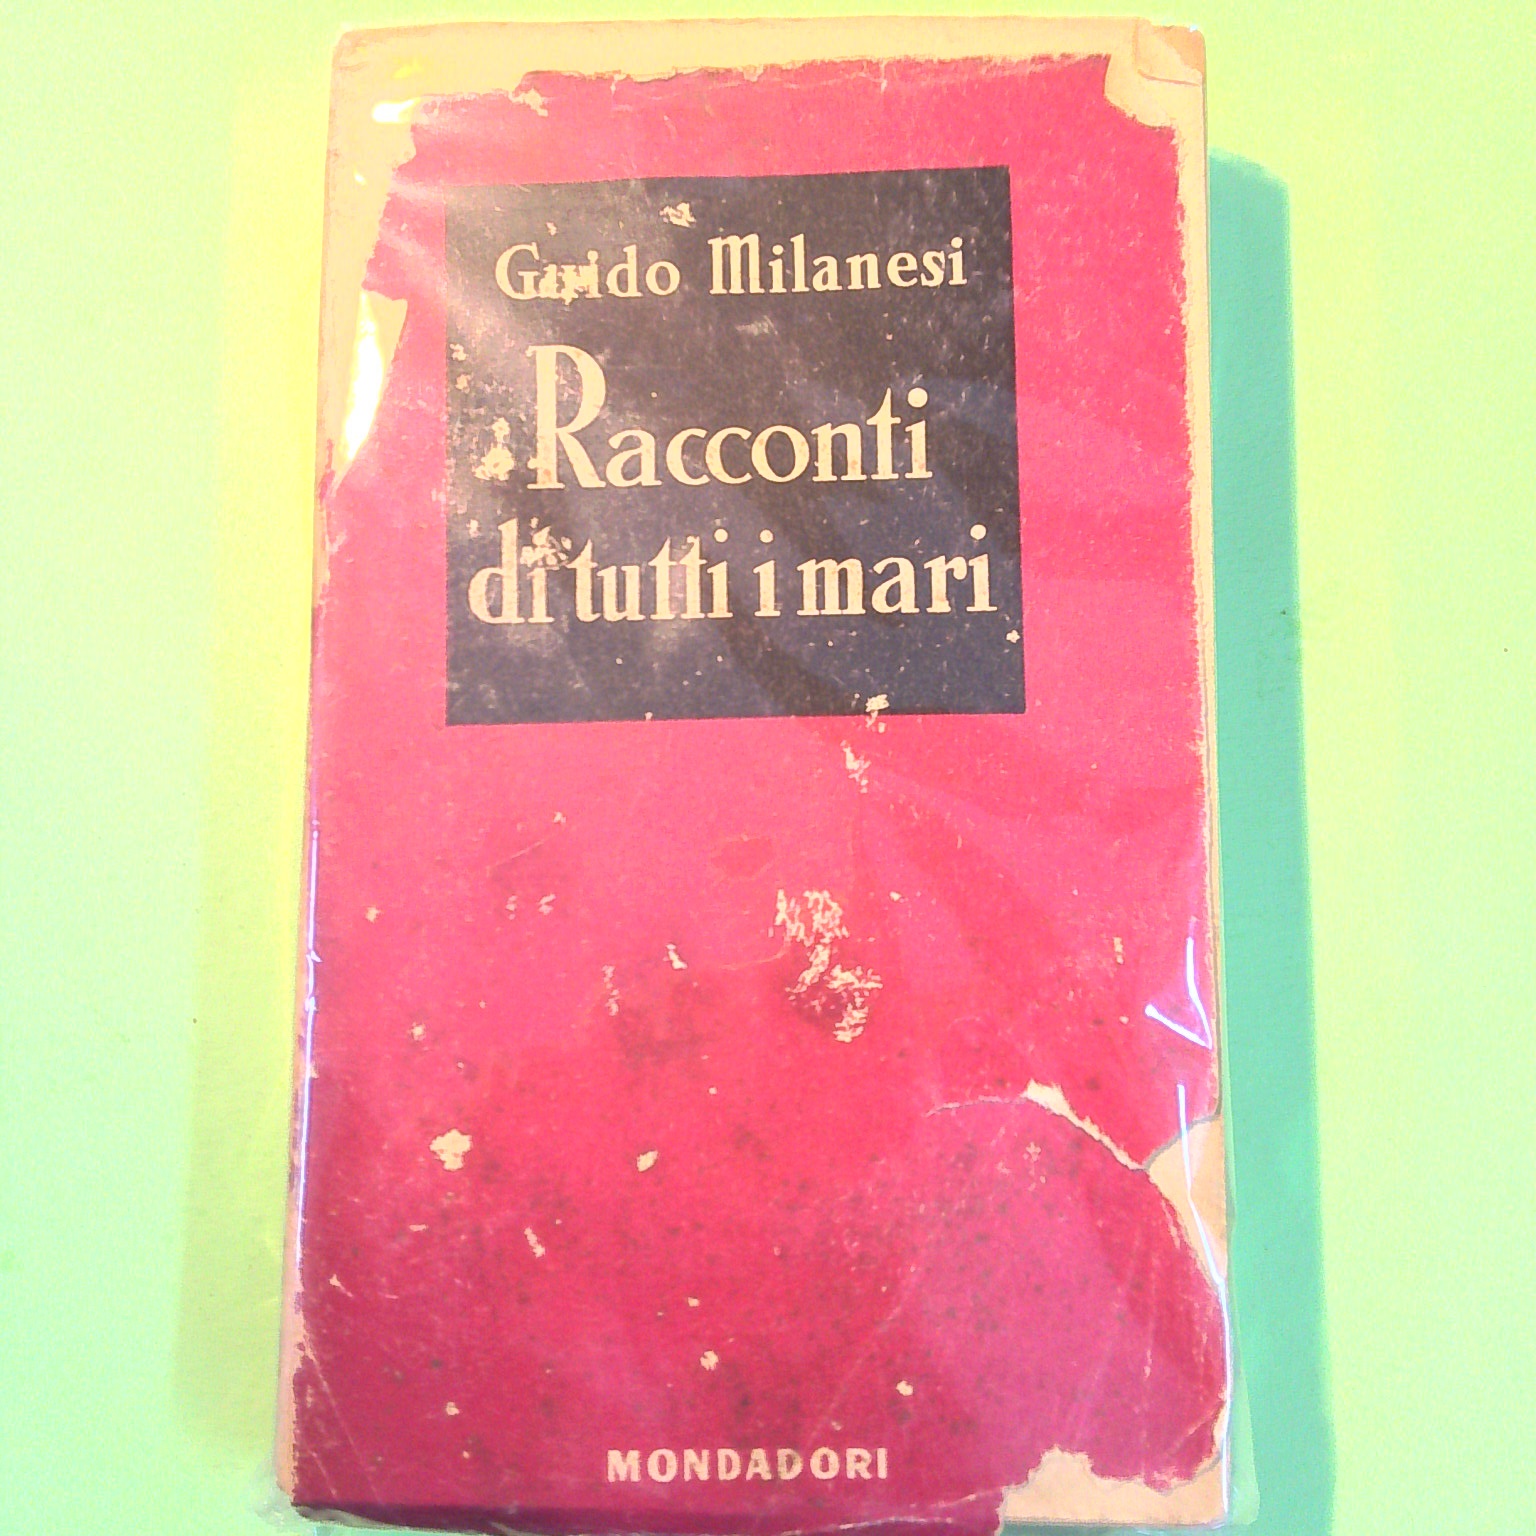 Guido Milanesi
Racconti
di tutti i mari
MONDADORI